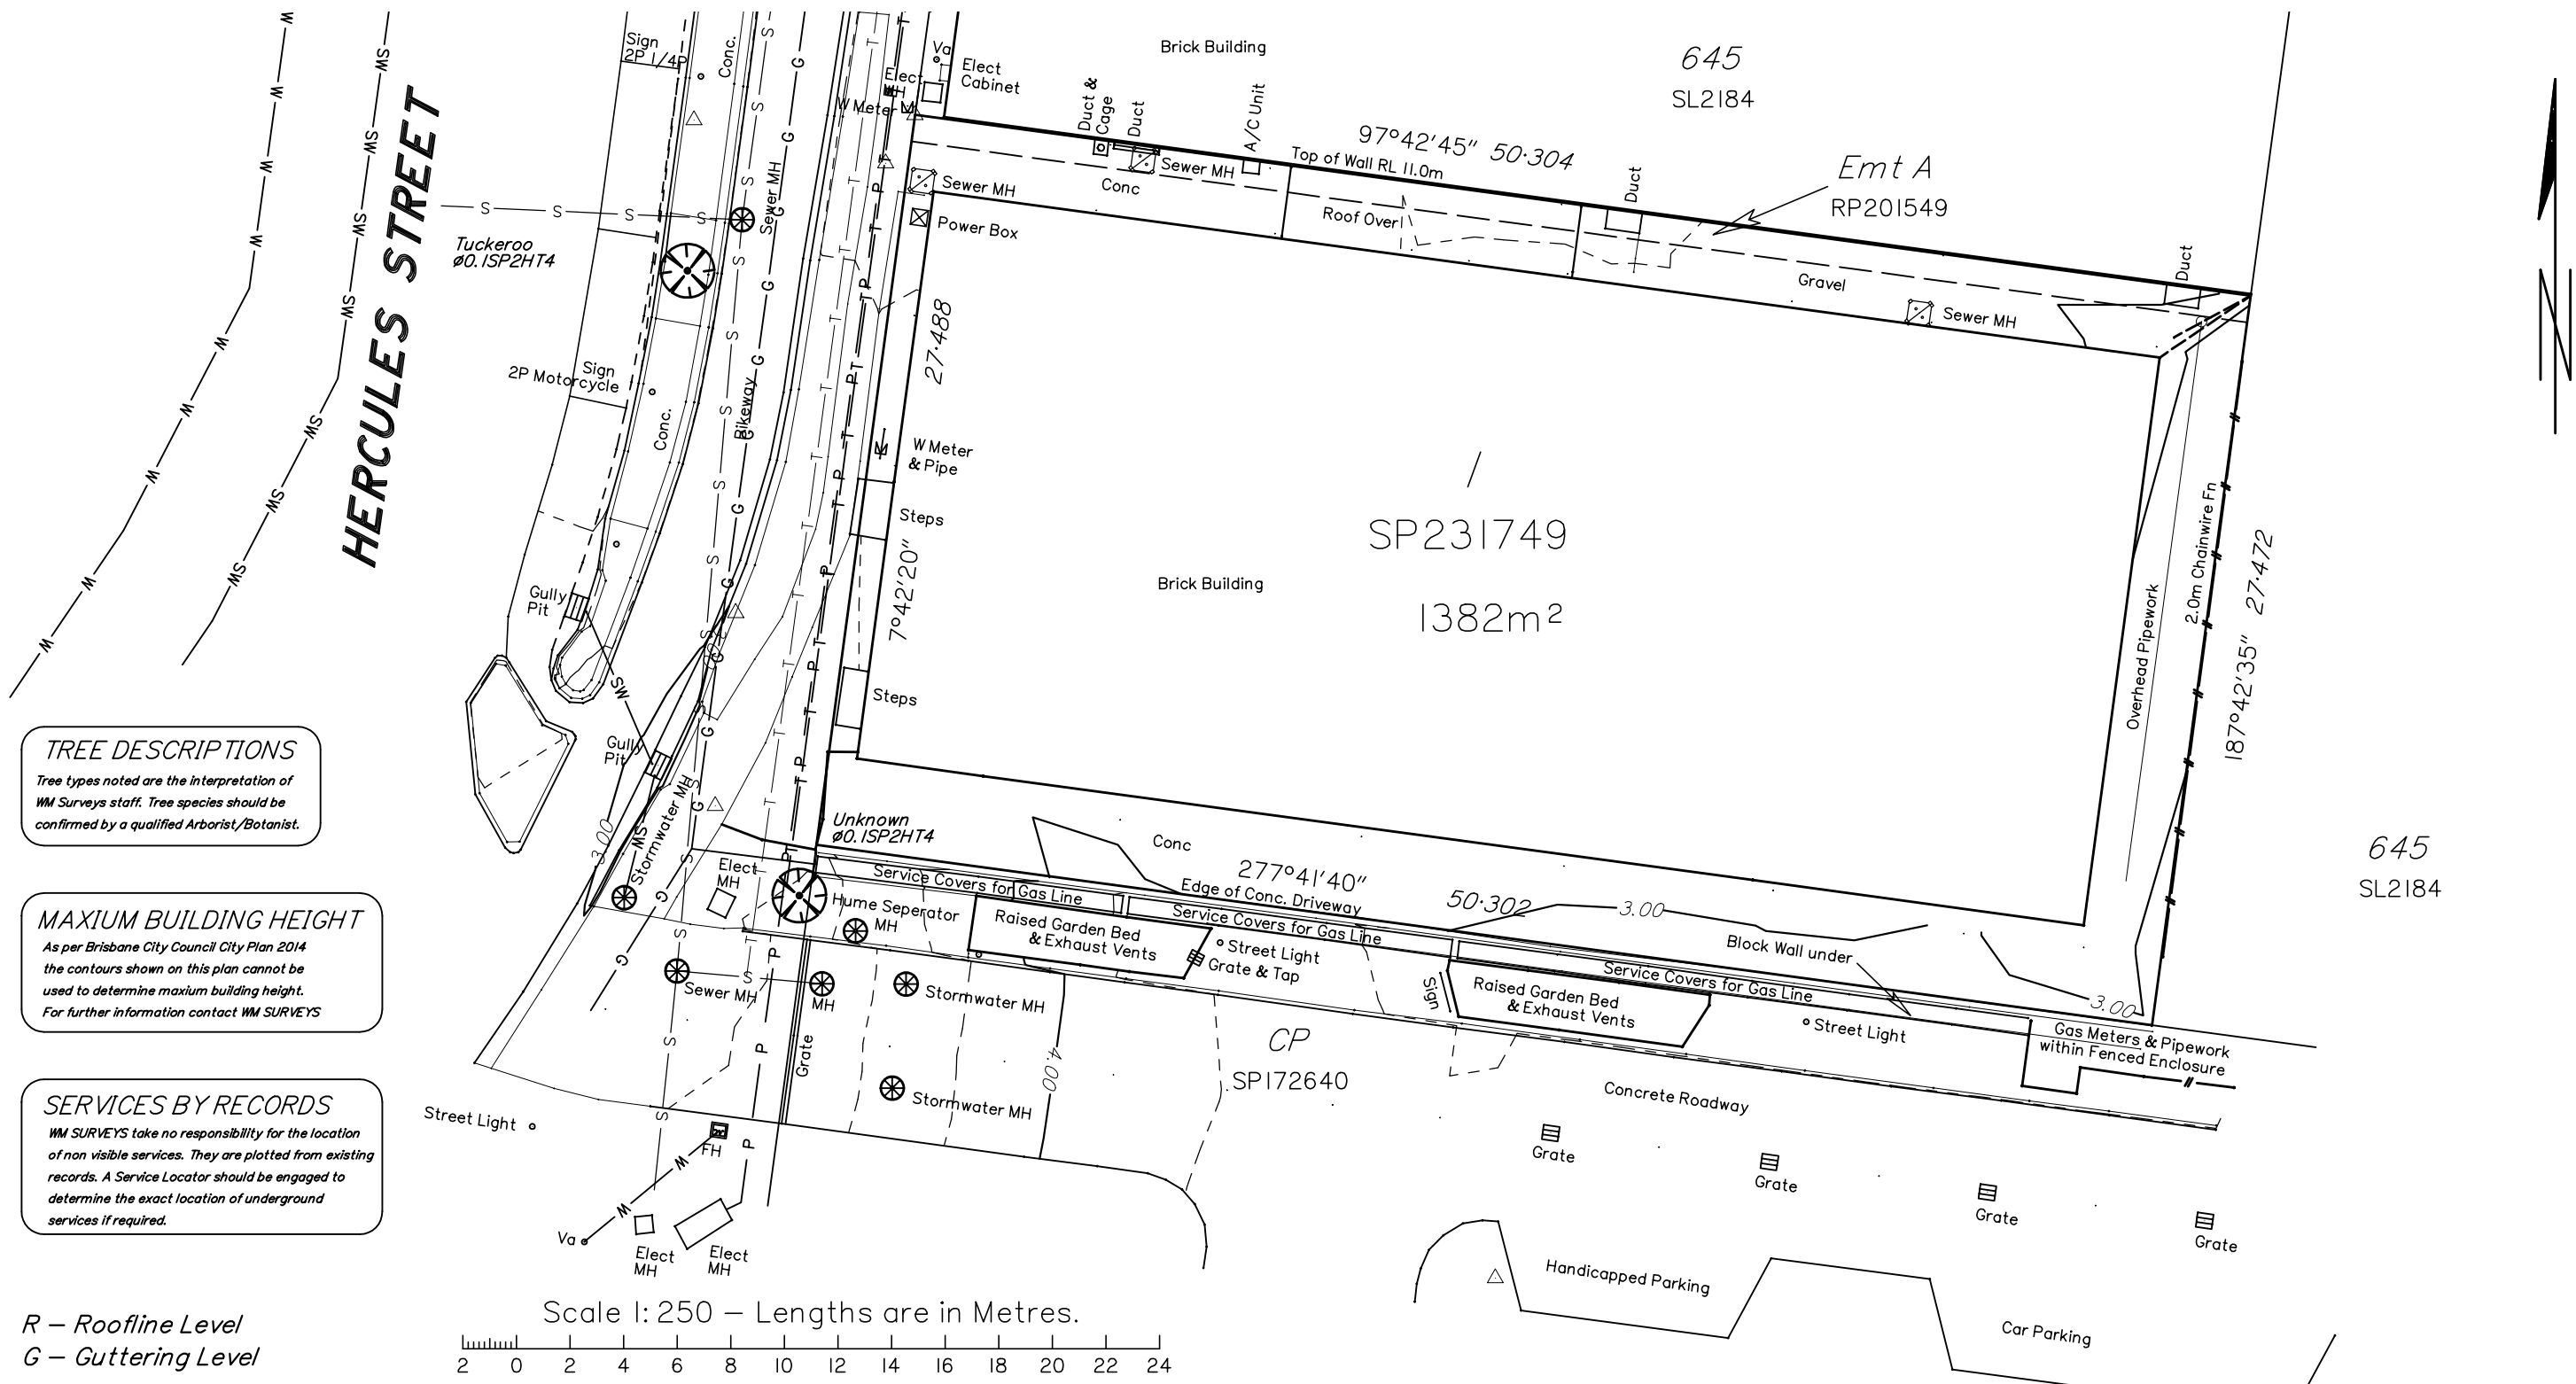 Sign
2P 1/4P
Conc.
Va
Elect
Cabinet
Elect
MH
W Meter
Brick Building
645
SL2184
Duct &
Cage
Duct
A/C Unit
97°42'45" 50·304
Top of Wall RL 11.0m
Emt A
RP201549
Sewer MH
Sewer MH
Conc
Roof Over
Duct
Duct
Gravel
Sewer MH
Power Box
HERCULES STREET
Tuckeroo
ø0.1SP2HT4
Sewer MH
27·488
Sign
2P Motorcycle
Conc.
Bikeway
W Meter
& Pipe
Steps
7°42'20"
SP231749
1382m²
Brick Building
Overhead Pipework
2.0m Chainwire Fn
187°42'35" 27·472
Gully
Pit
Steps
SW
Gully
Pit
Stormwater MH
3.00
TREE DESCRIPTIONS
Tree types noted are the interpretation of
WM Surveys staff. Tree species should be
confirmed by a qualified Arborist/Botanist.
Unknown
ø0.1SP2HT4
Conc
277°41'40"
Edge of Conc. Driveway
50·302
3.00
645
SL2184
Elect
MH
Service Covers for Gas Line
Service Covers for Gas Line
Service Covers for Gas Line
Block Wall under
3.00
Hume Seperator
MH
Raised Garden Bed
& Exhaust Vents
Street Light
Grate & Tap
Sign
Raised Garden Bed
& Exhaust Vents
Street Light
Gas Meters & Pipework
within Fenced Enclosure
MAXIUM BUILDING HEIGHT
As per Brisbane City Council City Plan 2014
the contours shown on this plan cannot be
used to determine maxium building height.
For further information contact WM SURVEYS
Sewer MH
MH
Stormwater MH
Grate
4.00
CP
SP172640
Concrete Roadway
Stormwater MH
SERVICES BY RECORDS
WM SURVEYS take no responsibility for the location
of non visible services. They are plotted from existing
records. A Service Locator should be engaged to
determine the exact location of underground
services if required.
Street Light
FH
Va
Elect
MH
Elect
MH
Grate
Grate
Grate
Grate
Handicapped Parking
Car Parking
R – Roofline Level
G – Guttering Level
Scale 1: 250 – Lengths are in Metres.
2 0 2 4 6 8 10 12 14 16 18 20 22 24
N